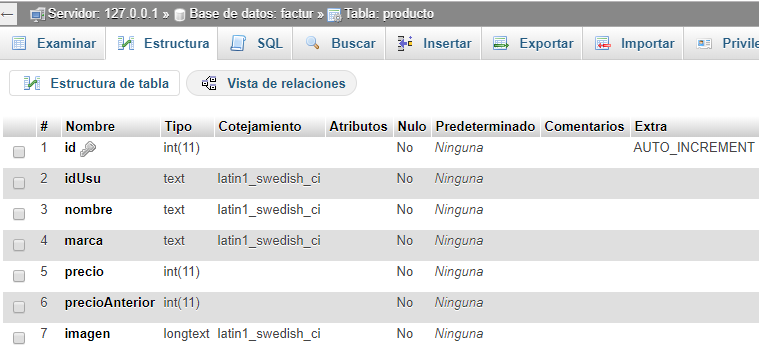 ← Servidor: 127.0.0.1 » Base de datos: factur » Tabla: producto
Examinar Estructura SQL Buscar Insertar Exportar Importar
Estructura de tabla Vista de relaciones
# Nombre Tipo Cotejamiento Atributos Nulo Predeterminado Comentarios Extra
1 id int(11) No Ninguna AUTO_INCREMENT
2 idUsu text latin1_swedish_ci No Ninguna
3 nombre text latin1_swedish_ci No Ninguna
4 marca text latin1_swedish_ci No Ninguna
5 precio int(11) No Ninguna
6 precioAnterior int(11) No Ninguna
7 imagen longtext latin1_swedish_ci No Ninguna